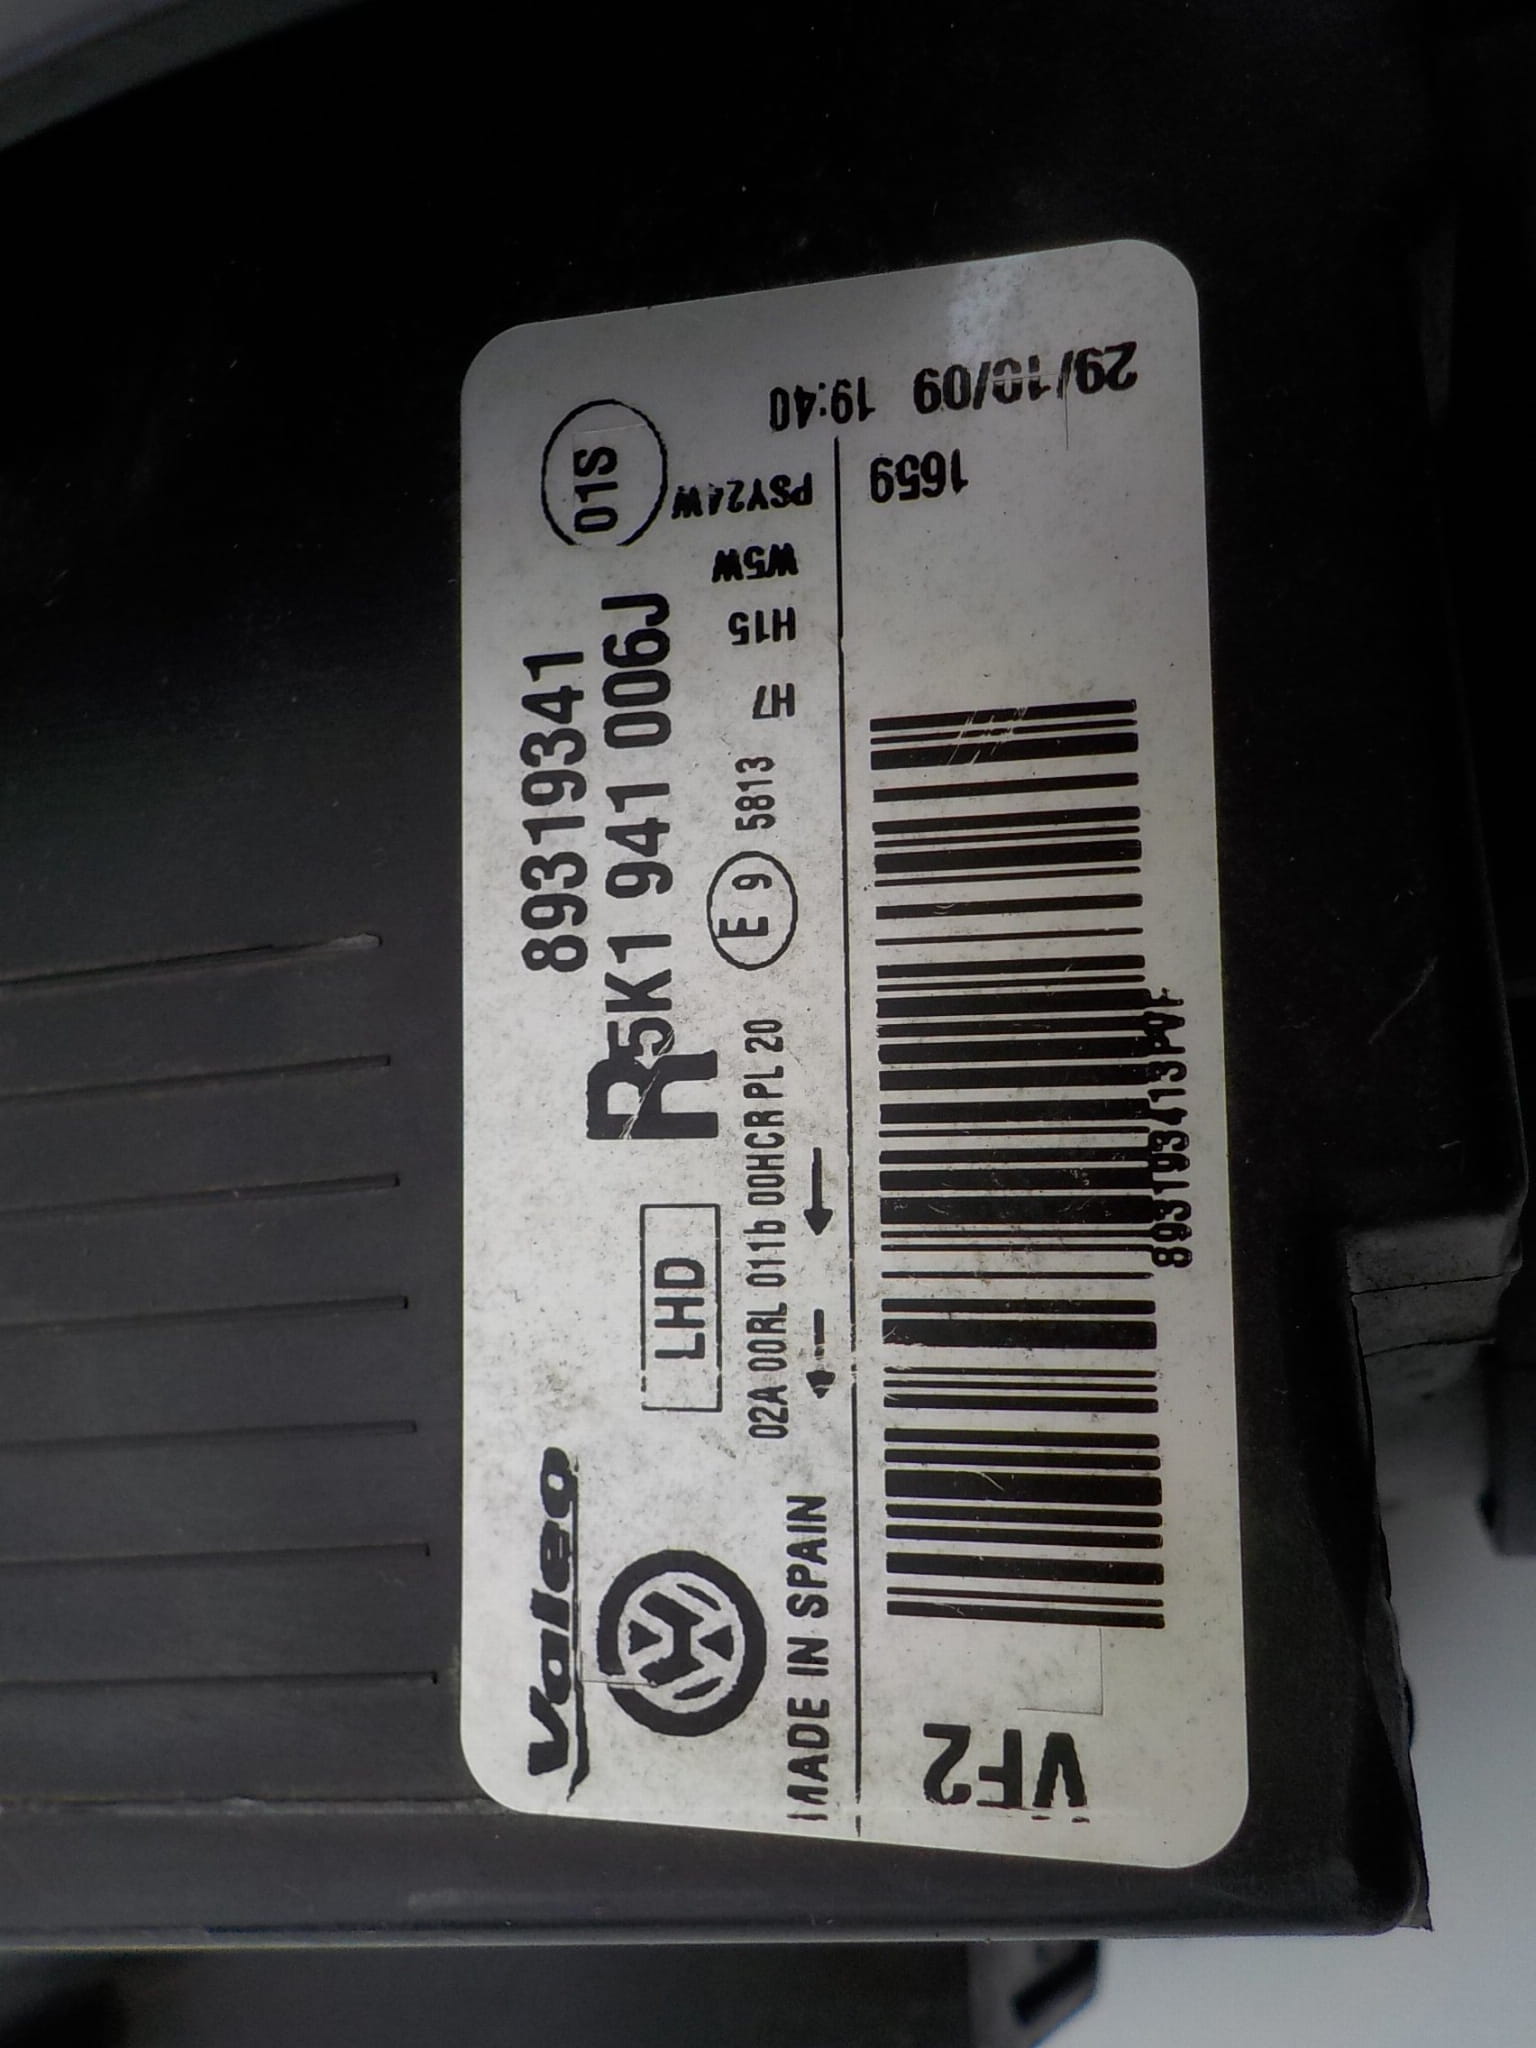 Valeo
89319341
01S
R
5K1 941 006J
LHD
02A 00RL 011b 00HCR PL 20
E 9 5813
H7
H15
W5W
PSY24W
MADE IN SPAIN
29/10/09 19:40
1659
VF2